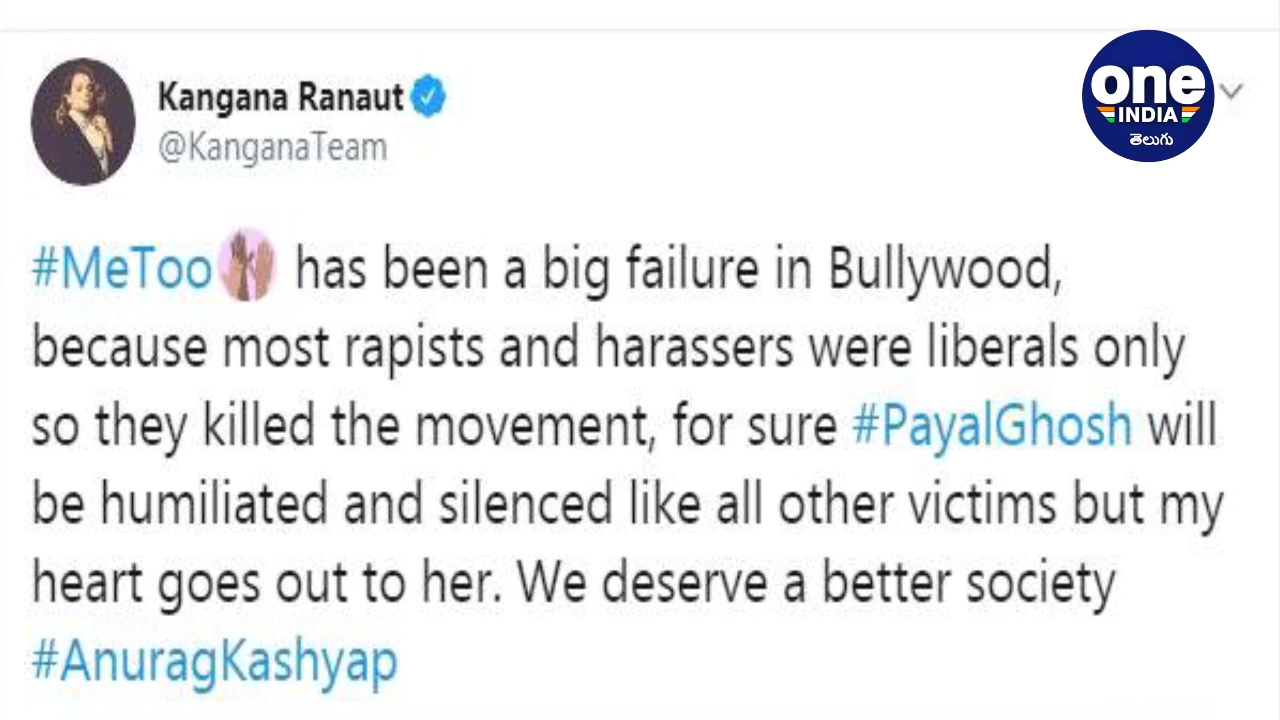 Kangana Ranaut
@KanganaTeam
one
INDIA
తెలుగు
#MeToo has been a big failure in Bullywood,
because most rapists and harassers were liberals only
so they killed the movement, for sure #PayalGhosh will
be humiliated and silenced like all other victims but my
heart goes out to her. We deserve a better society
#AnuragKashyap